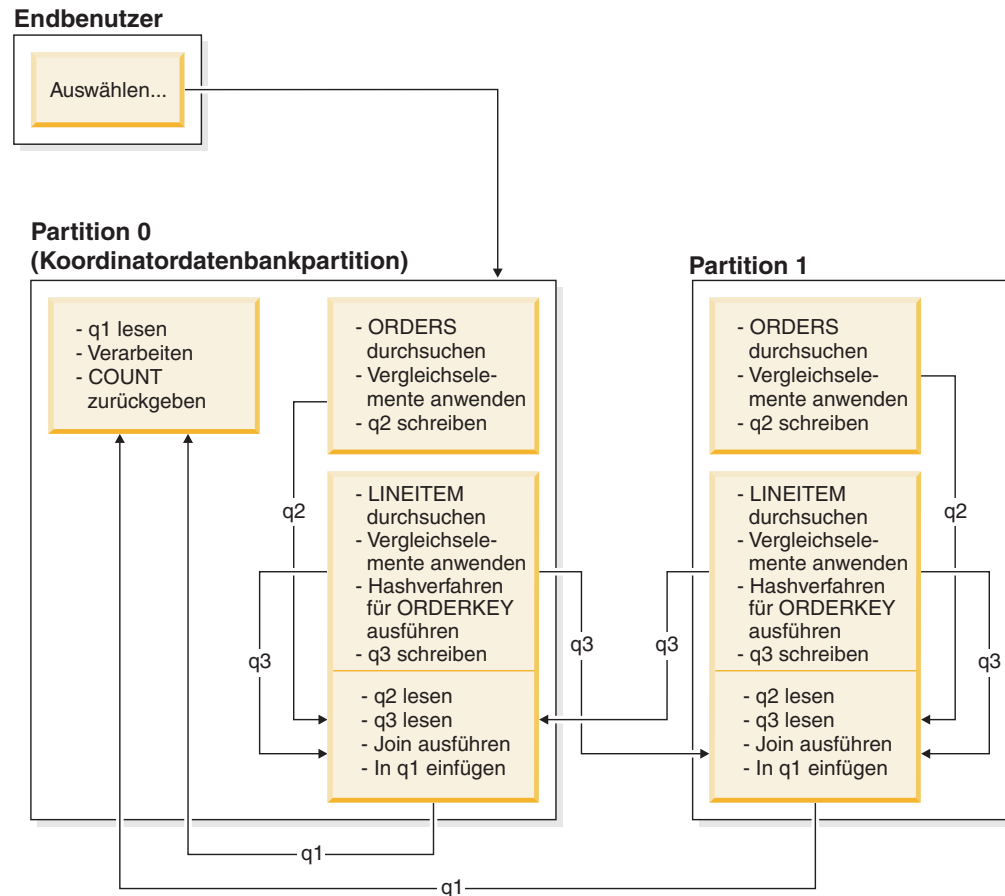 Endbenutzer
Auswählen...
Partition 0
(Koordinatordatenbankpartition)
- q1 lesen
- Verarbeiten
- COUNT
zurückgeben
- ORDERS
durchsuchen
- Vergleichsele-
mente anwenden
- q2 schreiben
q2
- LINEITEM
durchsuchen
- Vergleichsele-
mente anwenden
- Hashverfahren
für ORDERKEY
ausführen
- q3 schreiben
q3
q3
- q2 lesen
- q3 lesen
- Join ausführen
- In q1 einfügen
Partition 1
- ORDERS
durchsuchen
- Vergleichsele-
mente anwenden
- q2 schreiben
q2
- LINEITEM
durchsuchen
- Vergleichsele-
mente anwenden
- Hashverfahren
für ORDERKEY
ausführen
- q3 schreiben
q3
q3
- q2 lesen
- q3 lesen
- Join ausführen
- In q1 einfügen
q1
q1